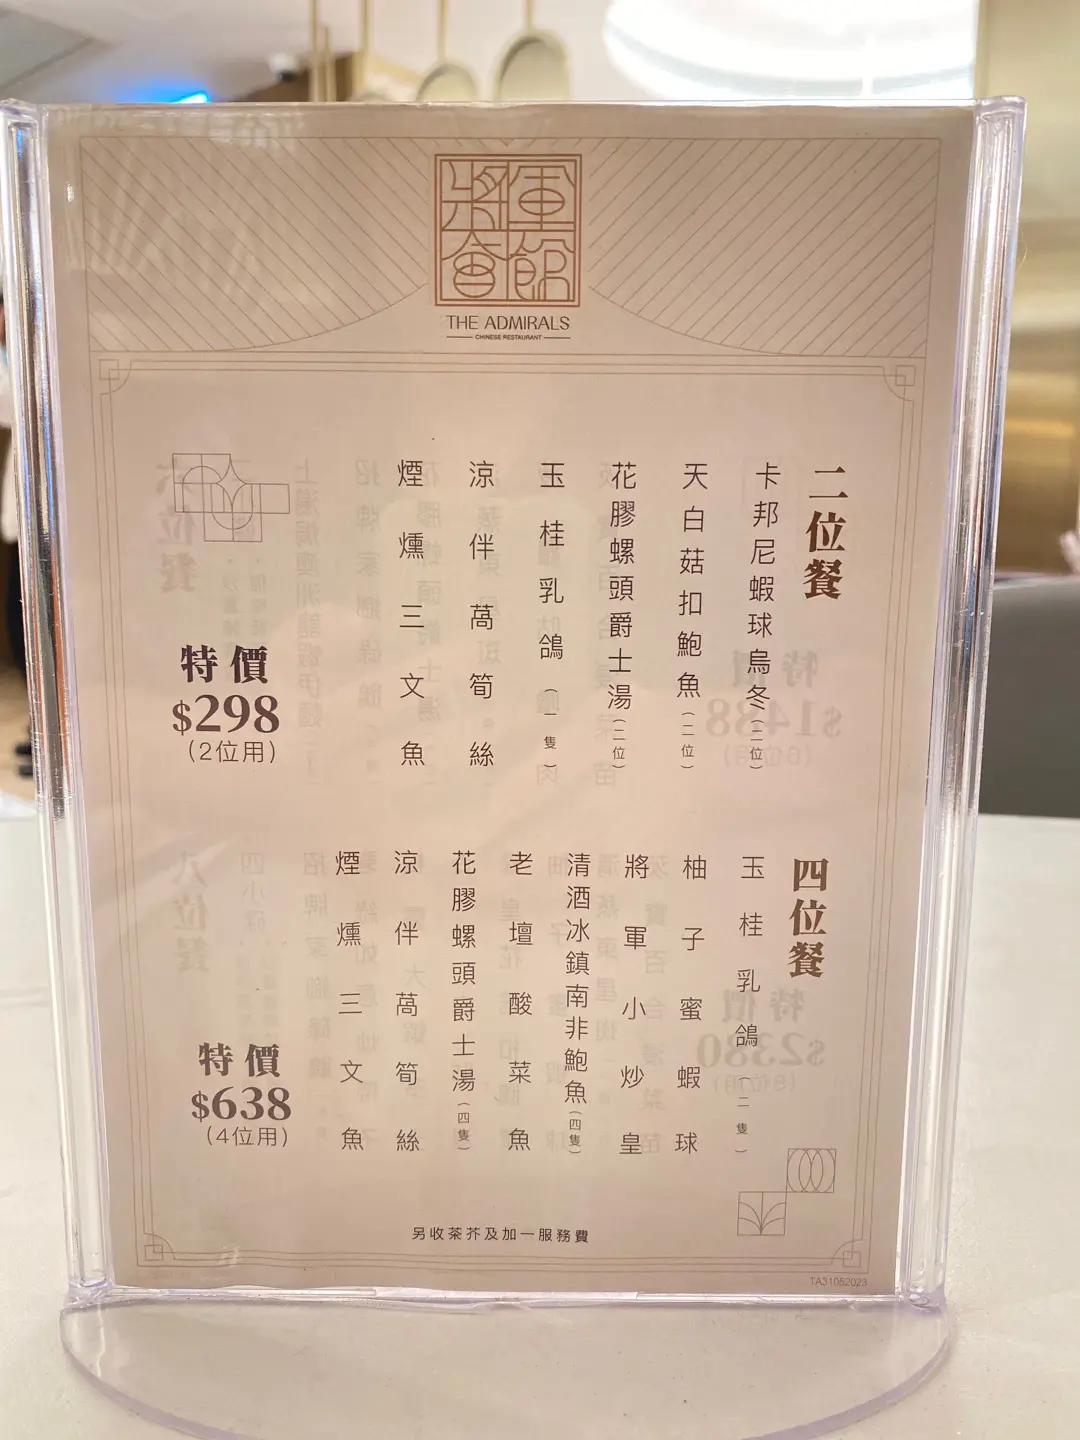 將軍會館
THE ADMIRALS
CHINESE RESTAURANT
二位餐
卡邦尼蝦球烏冬(二位)
天白菇扣鮑魚(二位)
花膠螺頭爵士湯(二位)
玉桂乳鴿(一隻)
涼伴萵筍絲
煙燻三文魚
特價
$298
(2位用)
四位餐
玉桂乳鴿(二隻)
柚子蜜蝦球
將軍小炒皇
清酒冰鎮南非鮑魚(四隻)
老壇酸菜魚
花膠螺頭爵士湯(四隻)
涼伴萵筍絲
煙燻三文魚
特價
$638
(4位用)
另收茶芥及加一服務費
TA31052023